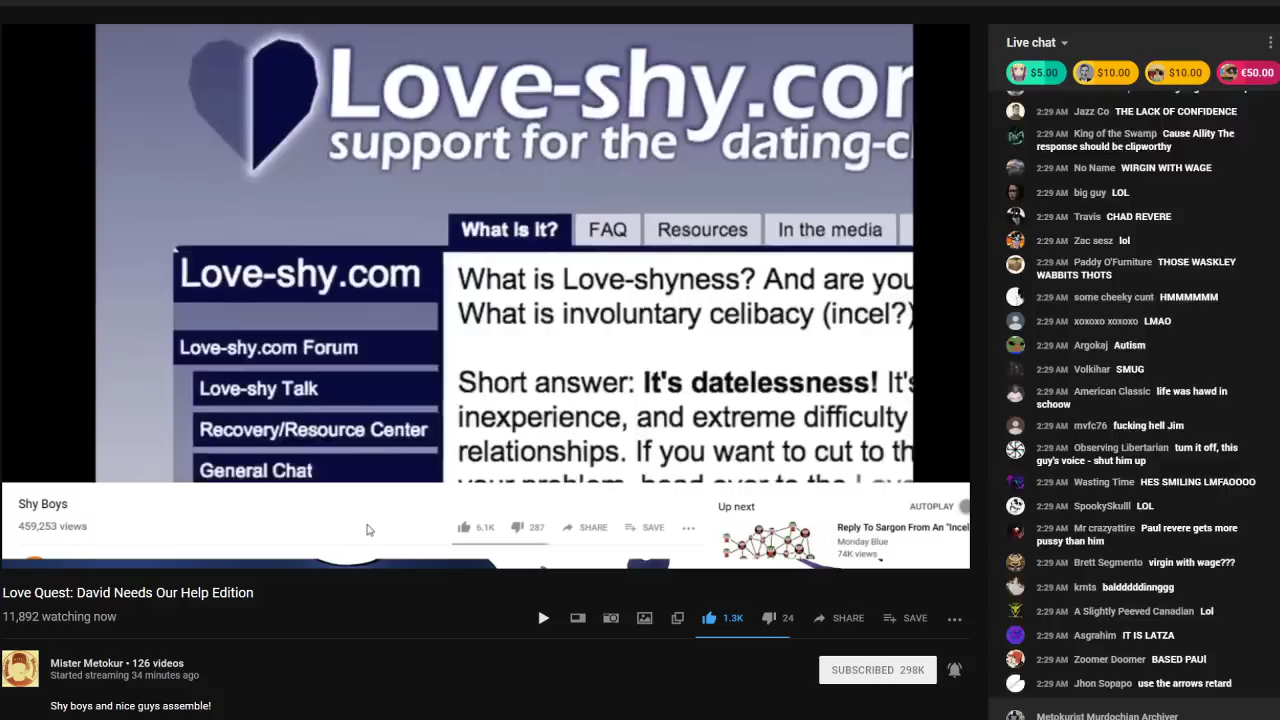 Love-shy.com
support for the dating-c
What is it?
FAQ
Resources
In the media
Love-shy.com
What is Love-shyness? And are you
What is involuntary celibacy (incel?)
Love-shy.com Forum
Love-shy Talk
Short answer: It's datelessness! It's
inexperience, and extreme difficulty
Recovery/Resource Center
relationships. If you want to cut to th
General Chat
Shy Boys
459,253 views
6.1K
287
SHARE
SAVE
Up next
AUTOPLAY
Reply To Sargon From An "Incel
Monday Blue
74K views
Love Quest: David Needs Our Help Edition
11,892 watching now
1.3K
24
SHARE
SAVE
Mister Metokur • 126 videos
Started streaming 34 minutes ago
SUBSCRIBED 298K
Shy boys and nice guys assemble!
Live chat
$5.00
$10.00
$10.00
€50.00
2:29 AM Jazz Co THE LACK OF CONFIDENCE
2:29 AM King of the Swamp Cause Allity The
response should be clipworthy
2:29 AM No Name WIRGIN WITH WAGE
2:29 AM big guy LOL
2:29 AM Travis CHAD REVERE
2:29 AM Zac sesz lol
2:29 AM Paddy O'Furniture THOSE WASKLEY
WABBITS THOTS
2:29 AM some cheeky cunt HMMMMMM
2:29 AM xoxoxo xoxoxo LMAO
2:29 AM Argokaj Autism
2:29 AM Volkihar SMUG
2:29 AM American Classic life was hawd in
schoow
2:29 AM mvfc76 fucking hell Jim
2:29 AM Observing Libertarian turn it off, this
guy's voice - shut him up
2:29 AM Wasting Time HES SMILING LMFAOOOO
2:29 AM SpookySkulll LOL
2:29 AM Mr crazyattire Paul revere gets more
pussy than him
2:29 AM Brett Segmento virgin with wage???
2:29 AM krnts baldddddinnggg
2:29 AM A Slightly Peeved Canadian Lol
2:29 AM Asgrahim IT IS LATZA
2:29 AM Zoomer Doomer BASED PAUl
2:29 AM Jhon Sopapo use the arrows retard
Metokurist Murdochian Archiver